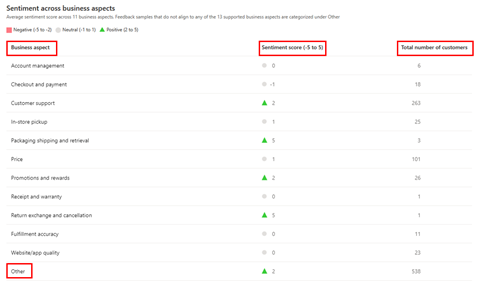 Sentiment across business aspects
Average sentiment score across 11 business aspects. Feedback samples that do not align to any of the 13 supported business aspects are categorized under Other
Negative (-5 to -2) Neutral (-1 to 1) Positive (2 to 5)
Business aspect Sentiment score (-5 to 5) Total number of customers
Account management 0 6
Checkout and payment -1 18
Customer support 2 263
In-store pickup 1 25
Packaging shipping and retrieval 5 3
Price 1 101
Promotions and rewards 2 26
Receipt and warranty 0 1
Return exchange and cancellation 5 1
Fulfillment accuracy 0 11
Website/app quality 0 23
Other 2 538